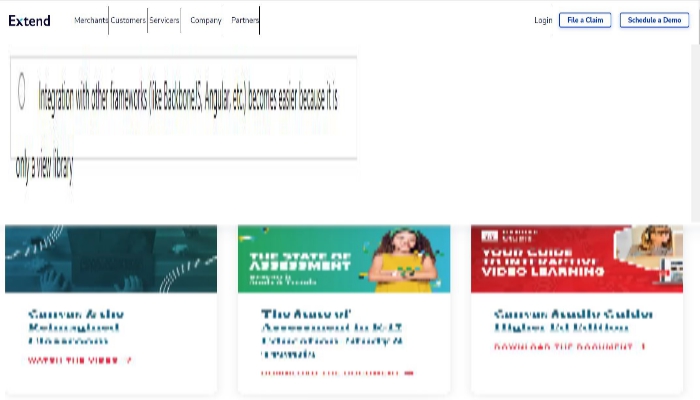 Extend
Merchants Customers Servicers Company Partners
Login File a Claim Schedule a Demo
Integration with other frameworks (like BackboneJS, Angular, etc) becomes easier because it is
only a view library
THE STATE OF
ASSESSMENT
YOUR GUIDE
TO INTERACTIVE
VIDEO LEARNING
Canvas & the
Reimagined
Classroom
WATCH THE VIDEO
The State of
Assessment in K-12
Education: Study &
Trends
DOWNLOAD THE DOCUMENT
Canvas Studio Guide:
Higher Ed Edition
DOWNLOAD THE DOCUMENT